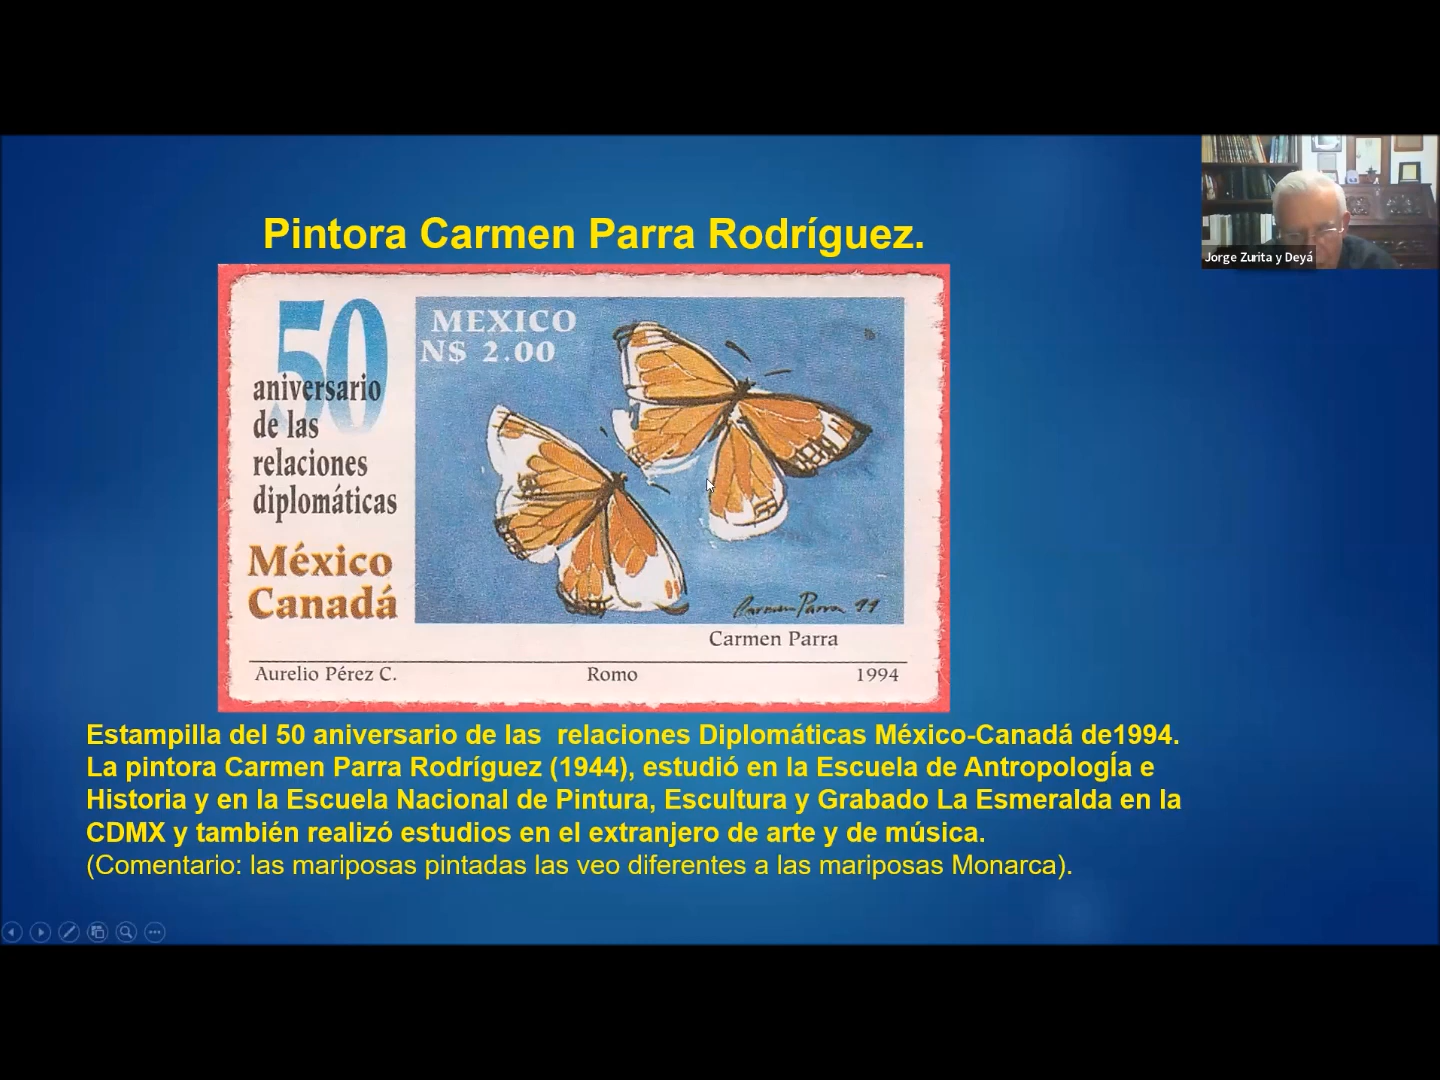 Pintora Carmen Parra Rodríguez.
Jorge Zurita y Deyá
50
aniversario
de las
relaciones
diplomáticas
México
Canadá
MEXICO
N$ 2.00
Carmen Parra 94
Carmen Parra
Aurelio Pérez C. Romo 1994
Estampilla del 50 aniversario de las  relaciones Diplomáticas México-Canadá de1994.
La pintora Carmen Parra Rodríguez (1944), estudió en la Escuela de AntropologÍa e
Historia y en la Escuela Nacional de Pintura, Escultura y Grabado La Esmeralda en la
CDMX y también realizó estudios en el extranjero de arte y de música.
(Comentario: las mariposas pintadas las veo diferentes a las mariposas Monarca).